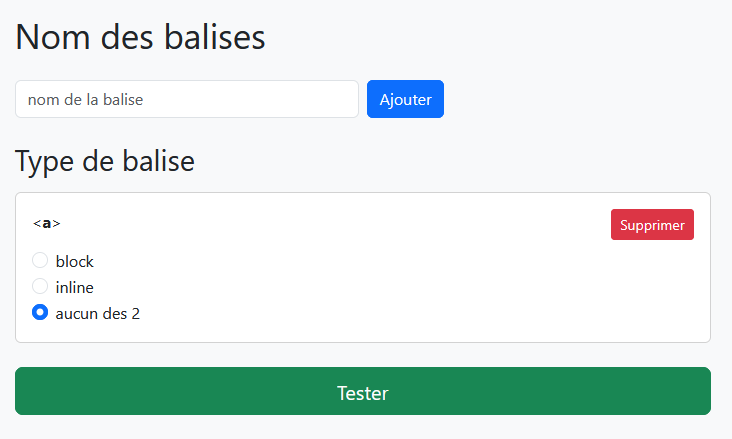 Nom des balises
nom de la balise Ajouter
Type de balise
<a> Supprimer
block
inline
aucun des 2
Tester